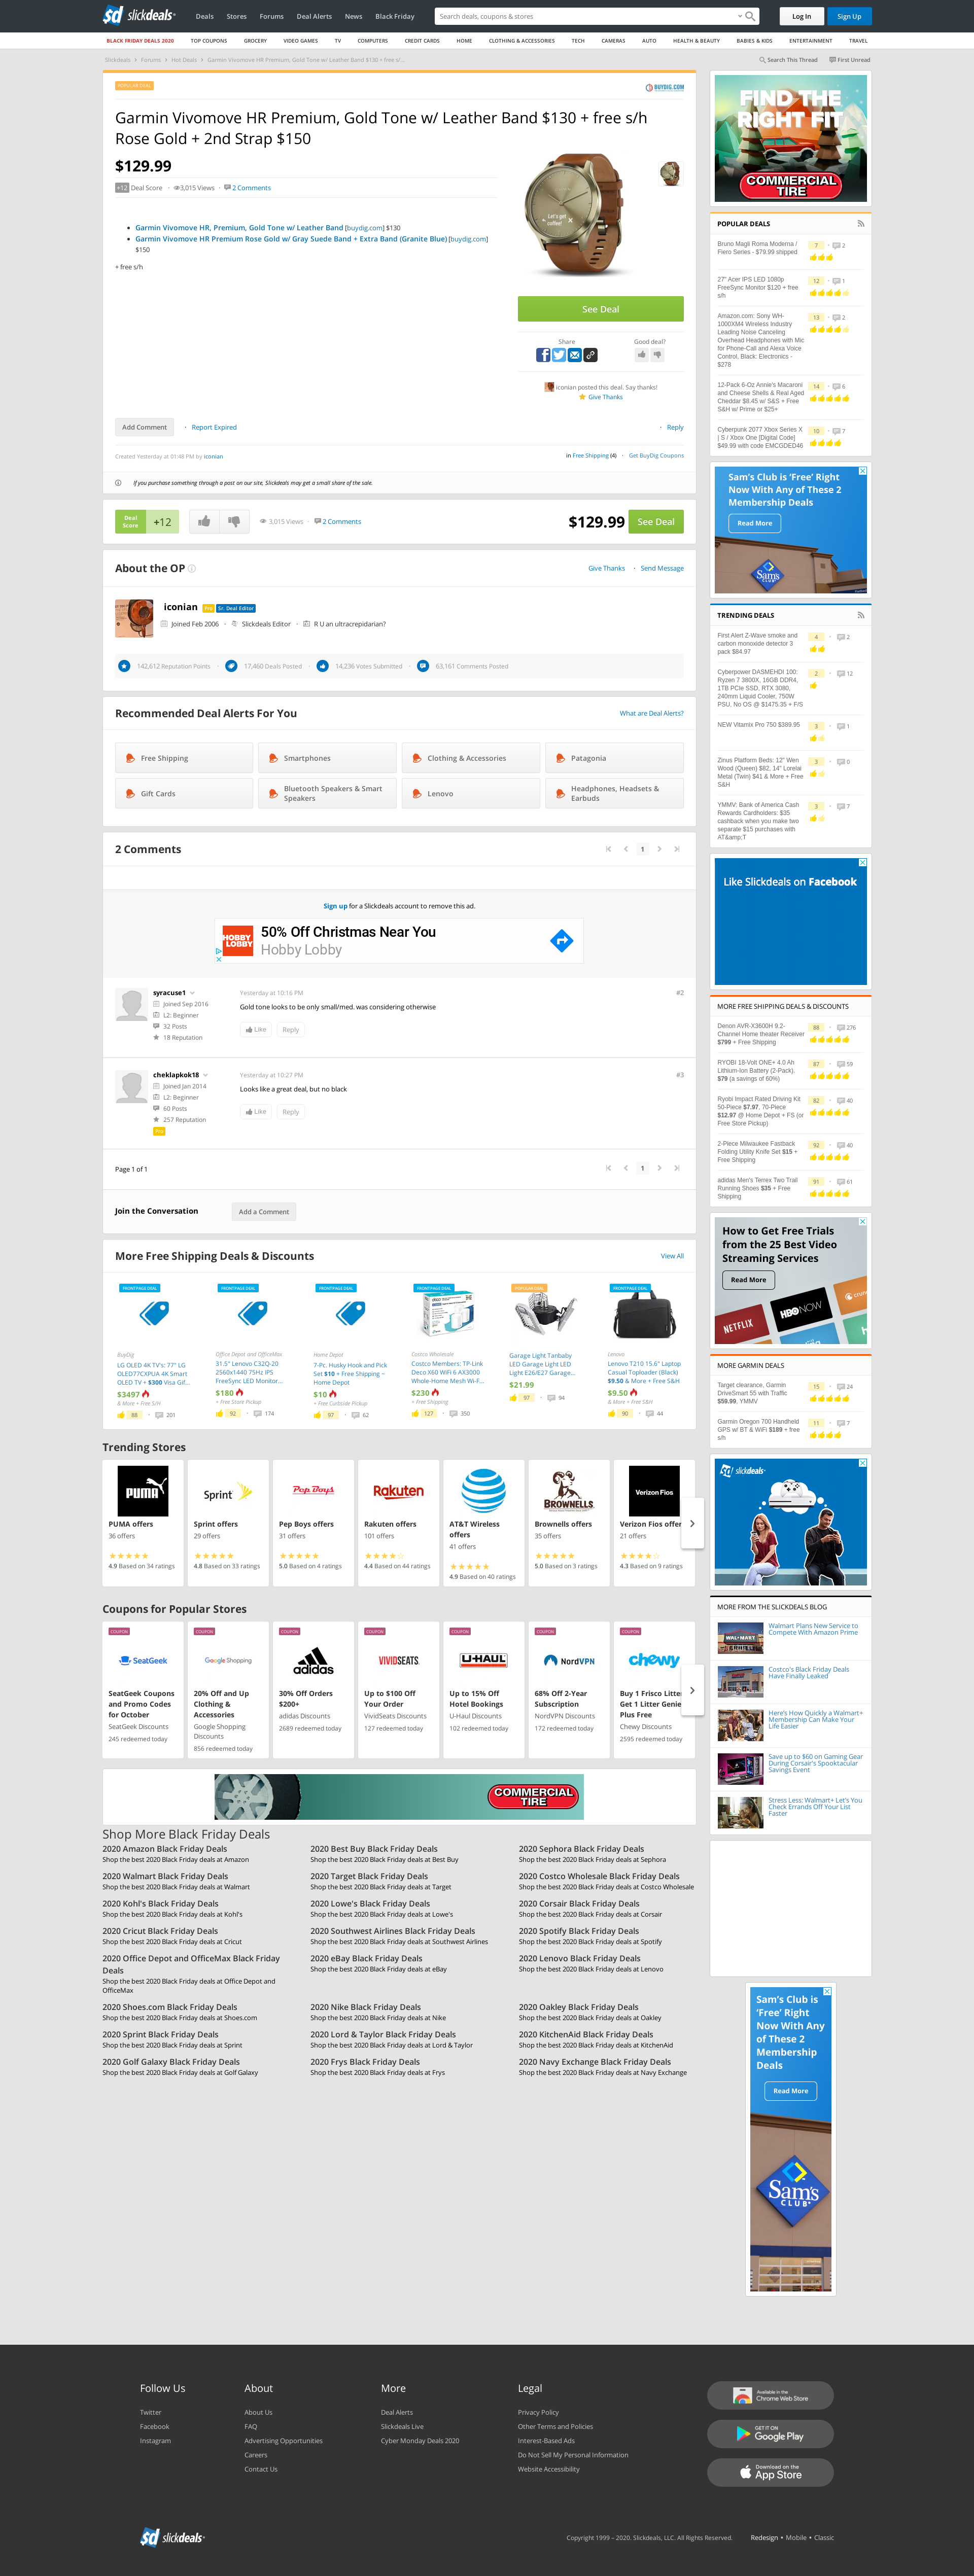 slickdeals
Deals
Stores
Forums
Deal Alerts
News
Black Friday
Search deals, coupons & stores
Log In
Sign Up
BLACK FRIDAY DEALS 2020
TOP COUPONS
GROCERY
VIDEO GAMES
TV
COMPUTERS
CREDIT CARDS
HOME
CLOTHING & ACCESSORIES
TECH
CAMERAS
AUTO
HEALTH & BEAUTY
BABIES & KIDS
ENTERTAINMENT
TRAVEL
Slickdeals > Forums > Hot Deals > Garmin Vivomove HR Premium, Gold Tone w/ Leather Band $130 + free s/...
Search This Thread
First Unread
POPULAR DEAL
BUYDIG.COM
Garmin Vivomove HR Premium, Gold Tone w/ Leather Band $130 + free s/h
Rose Gold + 2nd Strap $150
$129.99
+12 Deal Score
3,015 Views
2 Comments
Garmin Vivomove HR, Premium, Gold Tone w/ Leather Band [buydig.com] $130
Garmin Vivomove HR Premium Rose Gold w/ Gray Suede Band + Extra Band (Granite Blue) [buydig.com]
$150
+ free s/h
Let's get
coffee!
See Deal
Share
Good deal?
iconian posted this deal. Say thanks!
Give Thanks
Add Comment
Report Expired
Reply
Created Yesterday at 01:48 PM by iconian
in Free Shipping (4)
Get BuyDig Coupons
If you purchase something through a post on our site, Slickdeals may get a small share of the sale.
Deal
Score
+12
3,015 Views
2 Comments
$129.99
See Deal
About the OP
Give Thanks
Send Message
iconian Pro Sr. Deal Editor
Joined Feb 2006
Slickdeals Editor
R U an ultracrepidarian?
142,612 Reputation Points
17,460 Deals Posted
14,236 Votes Submitted
63,161 Comments Posted
Recommended Deal Alerts For You
What are Deal Alerts?
Free Shipping
Smartphones
Clothing & Accessories
Patagonia
Gift Cards
Bluetooth Speakers & Smart
Speakers
Lenovo
Headphones, Headsets &
Earbuds
2 Comments
1
Sign up for a Slickdeals account to remove this ad.
HOBBY
LOBBY
50% Off Christmas Near You
Hobby Lobby
syracuse1
Joined Sep 2016
L2: Beginner
32 Posts
18 Reputation
Yesterday at 10:16 PM
#2
Gold tone looks to be only small/med. was considering otherwise
Like
Reply
cheklapkok18
Joined Jan 2014
L2: Beginner
60 Posts
257 Reputation
Pro
Yesterday at 10:27 PM
#3
Looks like a great deal, but no black
Like
Reply
Page 1 of 1
1
Join the Conversation
Add a Comment
More Free Shipping Deals & Discounts
View All
FRONTPAGE DEAL
BuyDig
LG OLED 4K TV's: 77" LG
OLED77CXPUA 4K Smart
OLED TV + $300 Visa Gif...
$3497
& More + Free S/H
88
201
FRONTPAGE DEAL
Office Depot and OfficeMax
31.5" Lenovo C32Q-20
2560x1440 75Hz IPS
FreeSync LED Monitor...
$180
+ Free Store Pickup
92
174
FRONTPAGE DEAL
Home Depot
7-Pc. Husky Hook and Pick
Set $10 + Free Shipping ~
Home Depot
$10
+ Free Curbside Pickup
97
62
FRONTPAGE DEAL
Costco Wholesale
Costco Members: TP-Link
Deco X60 WiFi 6 AX3000
Whole-Home Mesh Wi-F...
$230
+ Free Shipping
127
350
POPULAR DEAL
Garage Light Tanbaby
LED Garage Light LED
Light E26/E27 Garage...
$21.99
97
94
FRONTPAGE DEAL
Lenovo
Lenovo T210 15.6" Laptop
Casual Toploader (Black)
$9.50 & More + Free S&H
$9.50
& More + Free S&H
90
44
Trending Stores
PUMA
PUMA offers
36 offers
4.9 Based on 34 ratings
Sprint
Sprint offers
29 offers
4.8 Based on 33 ratings
Pep Boys
Pep Boys offers
31 offers
5.0 Based on 4 ratings
Rakuten
Rakuten offers
101 offers
4.4 Based on 44 ratings
AT&T Wireless
offers
41 offers
4.9 Based on 40 ratings
BROWNELLS
Brownells offers
35 offers
5.0 Based on 3 ratings
Verizon Fios
Verizon Fios offer
21 offers
4.3 Based on 9 ratings
Coupons for Popular Stores
COUPON
SeatGeek
SeatGeek Coupons
and Promo Codes
for October
SeatGeek Discounts
245 redeemed today
COUPON
Google Shopping
20% Off and Up
Clothing &
Accessories
Google Shopping
Discounts
856 redeemed today
COUPON
adidas
30% Off Orders
$200+
adidas Discounts
2689 redeemed today
COUPON
VIVIDSEATS.
Up to $100 Off
Your Order
VividSeats Discounts
127 redeemed today
COUPON
U-HAUL
Up to 15% Off
Hotel Bookings
U-Haul Discounts
102 redeemed today
COUPON
NordVPN
68% Off 2-Year
Subscription
NordVPN Discounts
172 redeemed today
COUPON
chewy
Buy 1 Frisco Litter
Get 1 Litter Genie
Plus Free
Chewy Discounts
2595 redeemed today
COMMERCIAL
TIRE
Shop More Black Friday Deals
2020 Amazon Black Friday Deals
Shop the best 2020 Black Friday deals at Amazon
2020 Best Buy Black Friday Deals
Shop the best 2020 Black Friday deals at Best Buy
2020 Sephora Black Friday Deals
Shop the best 2020 Black Friday deals at Sephora
2020 Walmart Black Friday Deals
Shop the best 2020 Black Friday deals at Walmart
2020 Target Black Friday Deals
Shop the best 2020 Black Friday deals at Target
2020 Costco Wholesale Black Friday Deals
Shop the best 2020 Black Friday deals at Costco Wholesale
2020 Kohl's Black Friday Deals
Shop the best 2020 Black Friday deals at Kohl's
2020 Lowe's Black Friday Deals
Shop the best 2020 Black Friday deals at Lowe's
2020 Corsair Black Friday Deals
Shop the best 2020 Black Friday deals at Corsair
2020 Cricut Black Friday Deals
Shop the best 2020 Black Friday deals at Cricut
2020 Southwest Airlines Black Friday Deals
Shop the best 2020 Black Friday deals at Southwest Airlines
2020 Spotify Black Friday Deals
Shop the best 2020 Black Friday deals at Spotify
2020 Office Depot and OfficeMax Black Friday
Deals
Shop the best 2020 Black Friday deals at Office Depot and
OfficeMax
2020 eBay Black Friday Deals
Shop the best 2020 Black Friday deals at eBay
2020 Lenovo Black Friday Deals
Shop the best 2020 Black Friday deals at Lenovo
2020 Shoes.com Black Friday Deals
Shop the best 2020 Black Friday deals at Shoes.com
2020 Nike Black Friday Deals
Shop the best 2020 Black Friday deals at Nike
2020 Oakley Black Friday Deals
Shop the best 2020 Black Friday deals at Oakley
2020 Sprint Black Friday Deals
Shop the best 2020 Black Friday deals at Sprint
2020 Lord & Taylor Black Friday Deals
Shop the best 2020 Black Friday deals at Lord & Taylor
2020 KitchenAid Black Friday Deals
Shop the best 2020 Black Friday deals at KitchenAid
2020 Golf Galaxy Black Friday Deals
Shop the best 2020 Black Friday deals at Golf Galaxy
2020 Frys Black Friday Deals
Shop the best 2020 Black Friday deals at Frys
2020 Navy Exchange Black Friday Deals
Shop the best 2020 Black Friday deals at Navy Exchange
FIND THE
RIGHT FIT
COMMERCIAL
TIRE
POPULAR DEALS
Bruno Magli Roma Moderna /
Fiero Series - $79.99 shipped
7
2
27" Acer IPS LED 1080p
FreeSync Monitor $120 + free
s/h
12
1
Amazon.com: Sony WH-
1000XM4 Wireless Industry
Leading Noise Canceling
Overhead Headphones with Mic
for Phone-Call and Alexa Voice
Control, Black: Electronics -
$278
13
2
12-Pack 6-Oz Annie's Macaroni
and Cheese Shells & Real Aged
Cheddar $8.45 w/ S&S + Free
S&H w/ Prime or $25+
14
6
Cyberpunk 2077 Xbox Series X
| S / Xbox One [Digital Code]
$49.99 with code EMCGDED46
10
7
Sam's Club is 'Free' Right
Now With Any of These 2
Membership Deals
Read More
Sam's
CLUB
TRENDING DEALS
First Alert Z-Wave smoke and
carbon monoxide detector 3
pack $84.97
4
2
Cyberpower DASMEHDI 100:
Ryzen 7 3800X, 16GB DDR4,
1TB PCIe SSD, RTX 3080,
240mm Liquid Cooler, 750W
PSU, No OS @ $1475.35 + F/S
2
12
NEW Vitamix Pro 750 $389.95
3
1
Zinus Platform Beds: 12" Wen
Wood (Queen) $82, 14" Lorelai
Metal (Twin) $41 & More + Free
S&H
3
0
YMMV: Bank of America Cash
Rewards Cardholders: $35
cashback when you make two
separate $15 purchases with
AT&amp;T
3
7
Like Slickdeals on Facebook
MORE FREE SHIPPING DEALS & DISCOUNTS
Denon AVR-X3600H 9.2-
Channel Home theater Receiver
$799 + Free Shipping
88
276
RYOBI 18-Volt ONE+ 4.0 Ah
Lithium-Ion Battery (2-Pack).
$79 (a savings of 60%)
87
59
Ryobi Impact Rated Driving Kit
50-Piece $7.97, 70-Piece
$12.97 @ Home Depot + FS (or
Free Store Pickup)
82
40
2-Piece Milwaukee Fastback
Folding Utility Knife Set $15 +
Free Shipping
92
40
adidas Men's Terrex Two Trail
Running Shoes $35 + Free
Shipping
91
61
How to Get Free Trials
from the 25 Best Video
Streaming Services
Read More
NETFLIX
HBO NOW
MORE GARMIN DEALS
Target clearance, Garmin
DriveSmart 55 with Traffic
$59.99, YMMV
15
24
Garmin Oregon 700 Handheld
GPS w/ BT & WiFi $189 + free
s/h
11
7
slickdeals
MORE FROM THE SLICKDEALS BLOG
Walmart Plans New Service to
Compete With Amazon Prime
Costco's Black Friday Deals
Have Finally Leaked
Here's How Quickly a Walmart+
Membership Can Make Your
Life Easier
Save up to $60 on Gaming Gear
During Corsair's Spooktacular
Savings Event
Stress Less: Walmart+ Let's You
Check Errands Off Your List
Faster
Sam's Club is
'Free' Right
Now With Any
of These 2
Membership
Deals
Read More
Sam's
CLUB
Follow Us
Twitter
Facebook
Instagram
About
About Us
FAQ
Advertising Opportunities
Careers
Contact Us
More
Deal Alerts
Slickdeals Live
Cyber Monday Deals 2020
Legal
Privacy Policy
Other Terms and Policies
Interest-Based Ads
Do Not Sell My Personal Information
Website Accessibility
Available in the
Chrome Web Store
GET IT ON
Google Play
Download on the
App Store
slickdeals
Copyright 1999 – 2020. Slickdeals, LLC. All Rights Reserved.
Redesign • Mobile • Classic